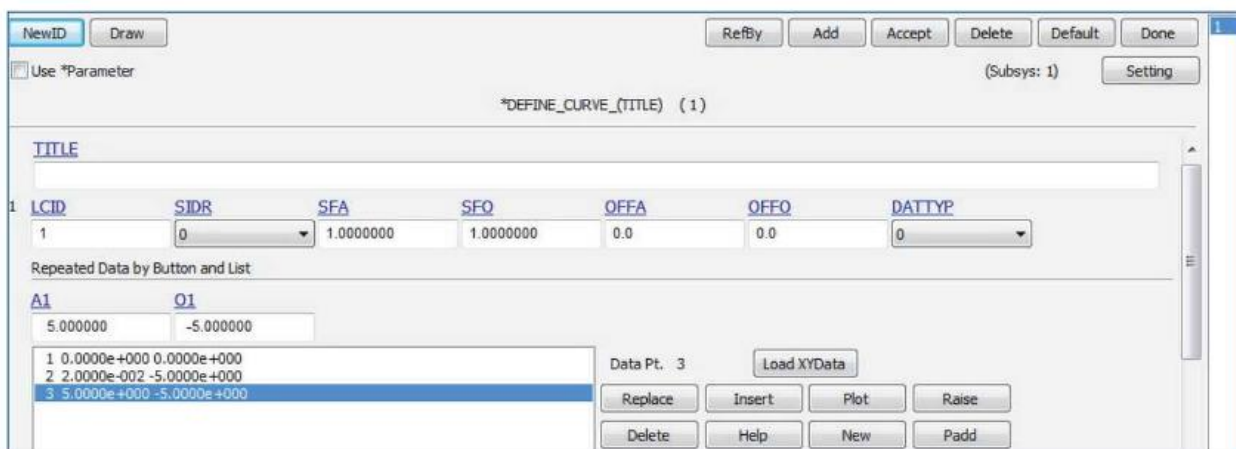 NewID Draw RefBy Add Accept Delete Default Done 1
Use *Parameter (Subsys: 1) Setting
*DEFINE_CURVE_(TITLE) (1)
TITLE
1 LCID SIDR SFA SFO OFFA OFFO DATTYP
1 0 1.0000000 1.0000000 0.0 0.0 0
Repeated Data by Button and List
A1 O1
5.000000 -5.000000
1 0.0000e+000 0.0000e+000
2 2.0000e-002 -5.0000e+000
3 5.0000e+000 -5.0000e+000
Data Pt. 3 Load XYData
Replace Insert Plot Raise
Delete Help New Padd